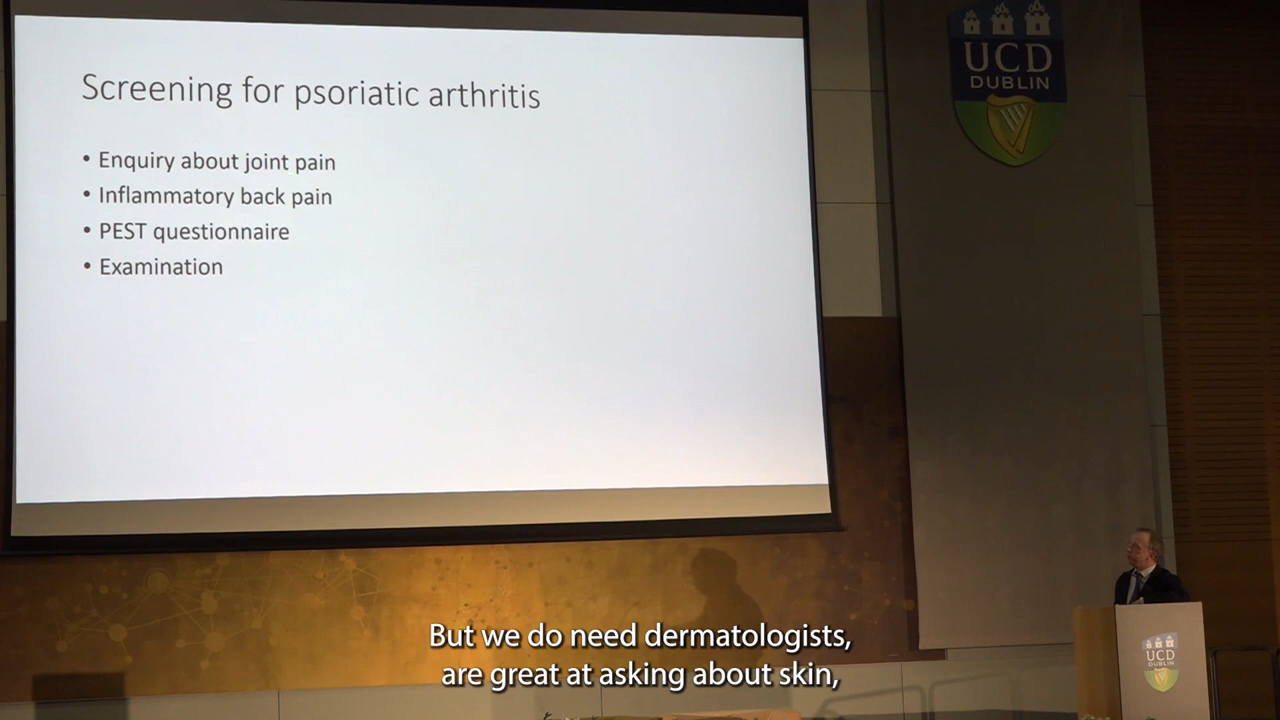 Screening for psoriatic arthritis
• Enquiry about joint pain
• Inflammatory back pain
• PEST questionnaire
• Examination
UCD
DUBLIN
UCD
DUBLIN
But we do need dermatologists,
are great at asking about skin,